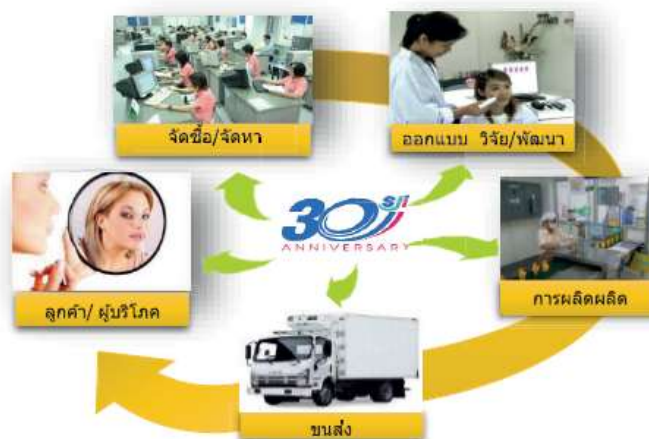 จัดซื้อ/จัดหา
ออกแบบ วิจัย/พัฒนา
30 ปี
ANNIVERSARY
ลูกค้า/ ผู้บริโภค
การผลิตผลิต
ขนส่ง